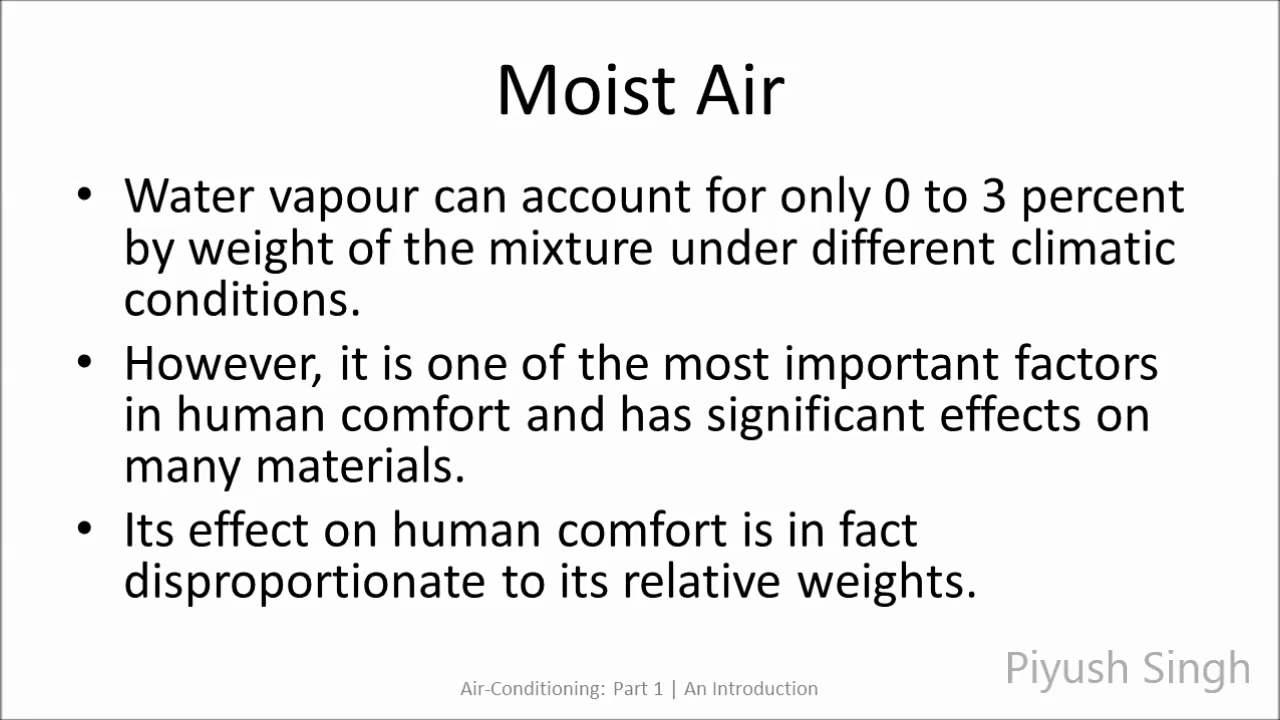 Moist Air
• Water vapour can account for only 0 to 3 percent
by weight of the mixture under different climatic
conditions.
• However, it is one of the most important factors
in human comfort and has significant effects on
many materials.
• Its effect on human comfort is in fact
disproportionate to its relative weights.
Piyush Singh
Air-Conditioning: Part 1 | An Introduction